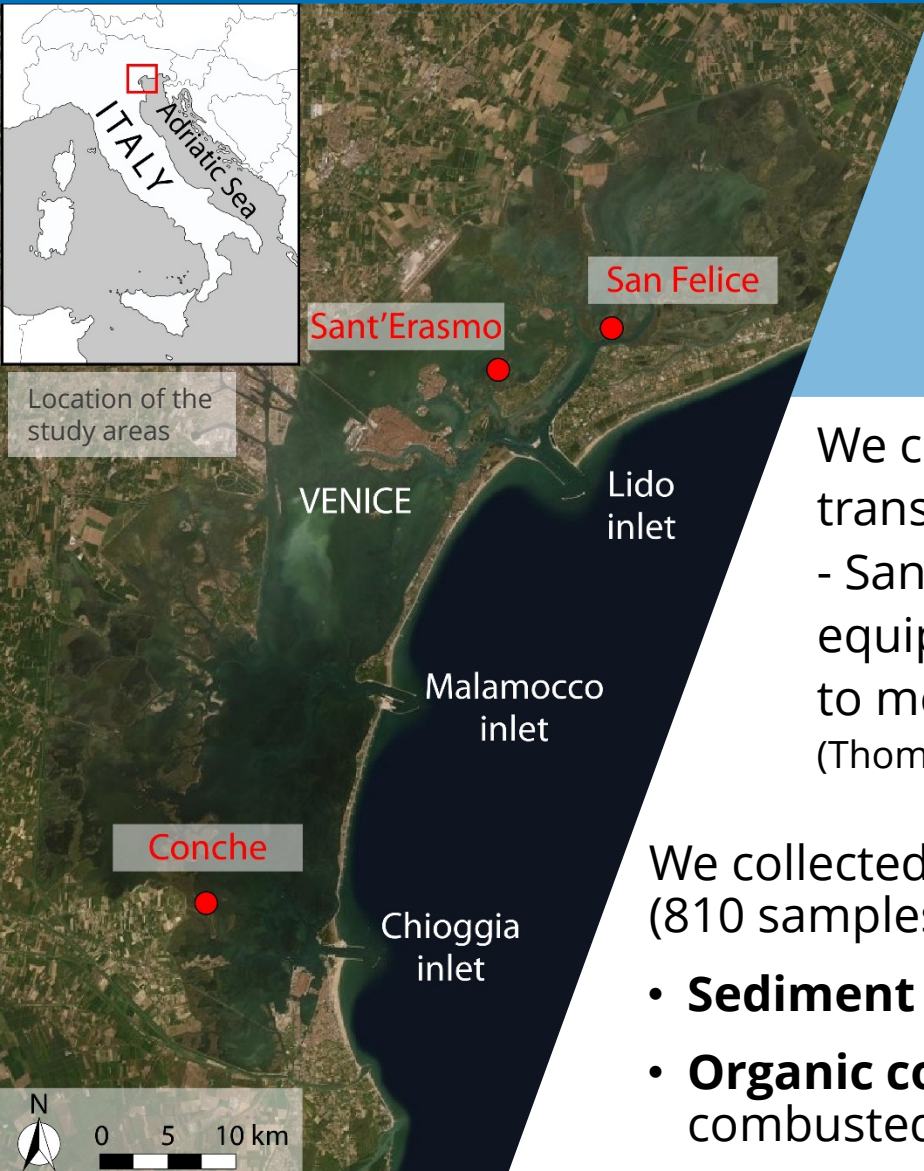 ITALY
Adriatic Sea
San Felice
Sant'Erasmo
Location of the
study areas
VENICE
Lido
inlet
Malamocco
inlet
Conche
Chioggia
inlet
N
0 5 10 km
We c
trans
- San
equip
to me
(Thom
We collected
(810 samples
• Sediment
• Organic co
combusted